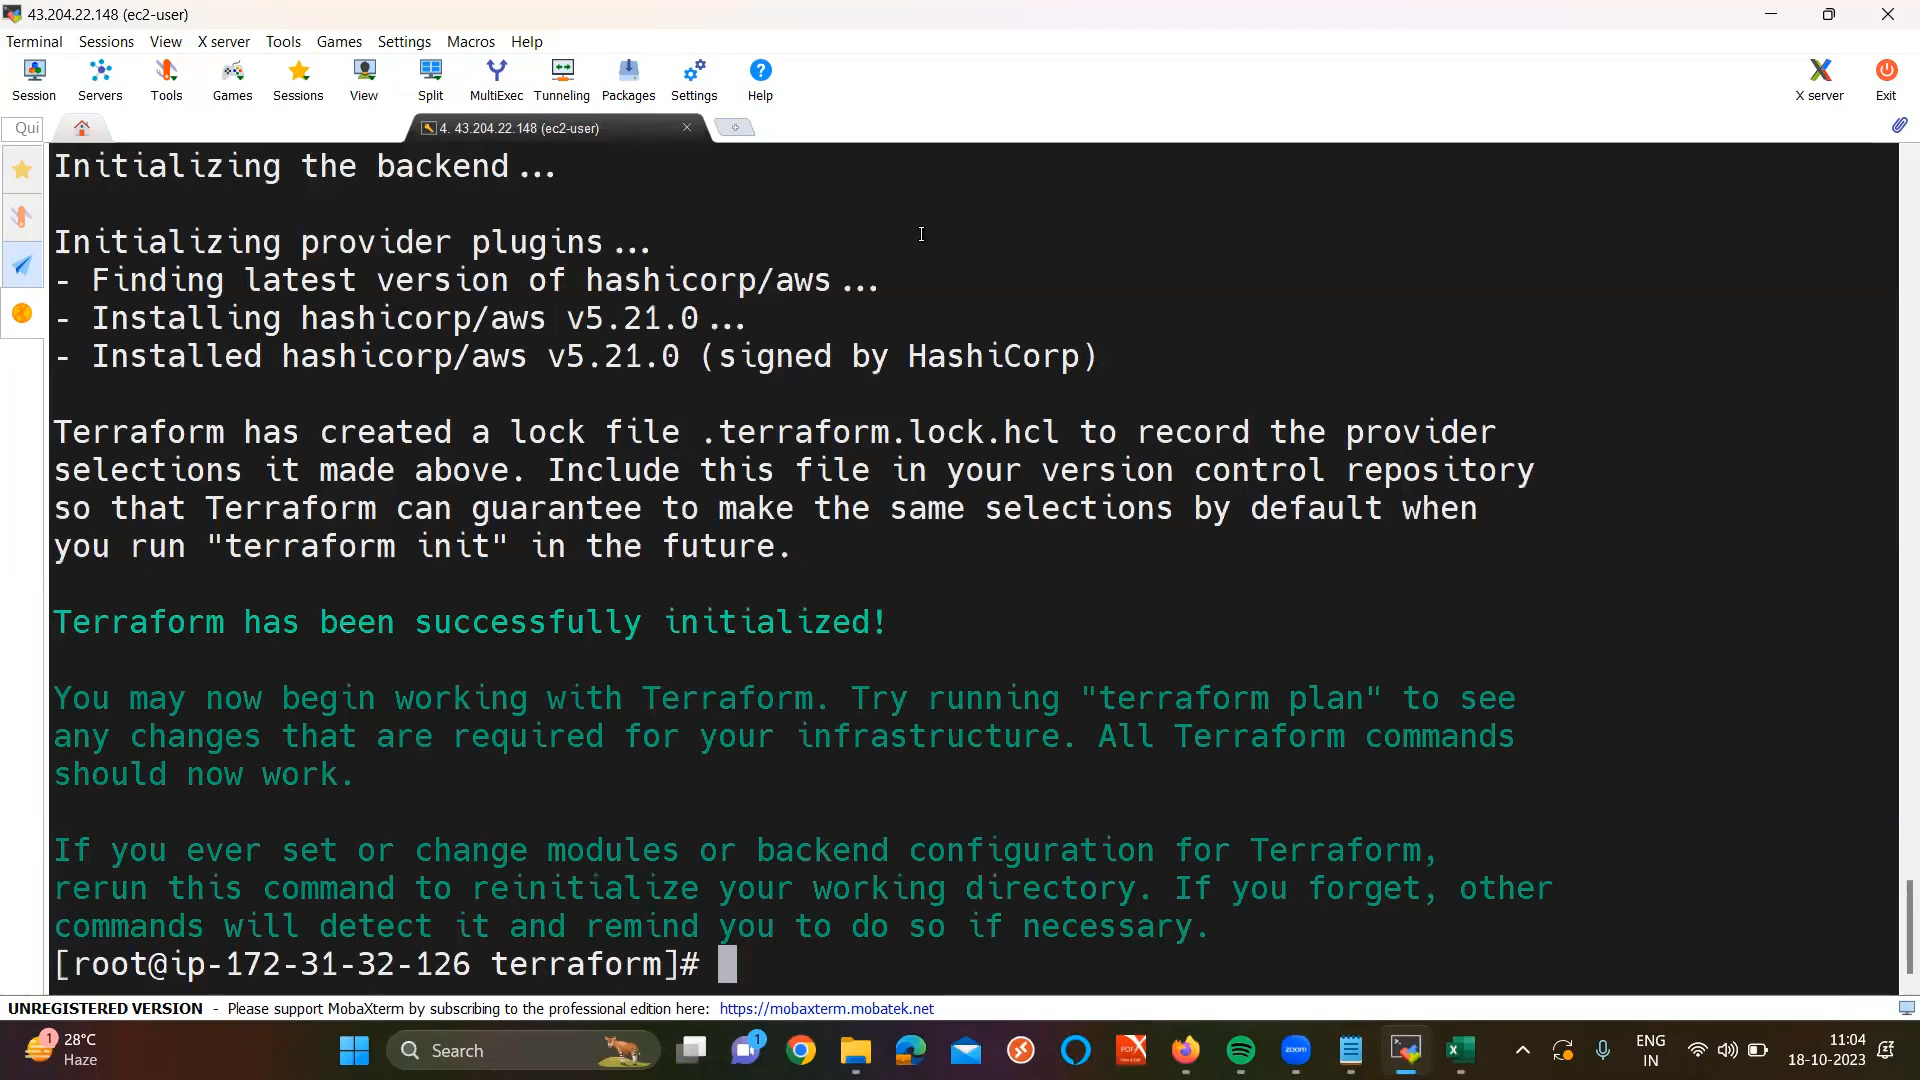 43.204.22.148 (ec2-user)
Terminal Sessions View X server Tools Games Settings Macros Help
Session Servers Tools Games Sessions View Split MultiExec Tunneling Packages Settings Help X server Exit
Qui
4. 43.204.22.148 (ec2-user)
Initializing the backend...
Initializing provider plugins...
- Finding latest version of hashicorp/aws...
- Installing hashicorp/aws v5.21.0...
- Installed hashicorp/aws v5.21.0 (signed by HashiCorp)
Terraform has created a lock file .terraform.lock.hcl to record the provider
selections it made above. Include this file in your version control repository
so that Terraform can guarantee to make the same selections by default when
you run "terraform init" in the future.
Terraform has been successfully initialized!
You may now begin working with Terraform. Try running "terraform plan" to see
any changes that are required for your infrastructure. All Terraform commands
should now work.
If you ever set or change modules or backend configuration for Terraform,
rerun this command to reinitialize your working directory. If you forget, other
commands will detect it and remind you to do so if necessary.
[root@ip-172-31-32-126 terraform]#
UNREGISTERED VERSION - Please support MobaXterm by subscribing to the professional edition here: https://mobaxterm.mobatek.net
1 28°C
Haze
Search
1
zoom
ENG
IN
11:04
18-10-2023